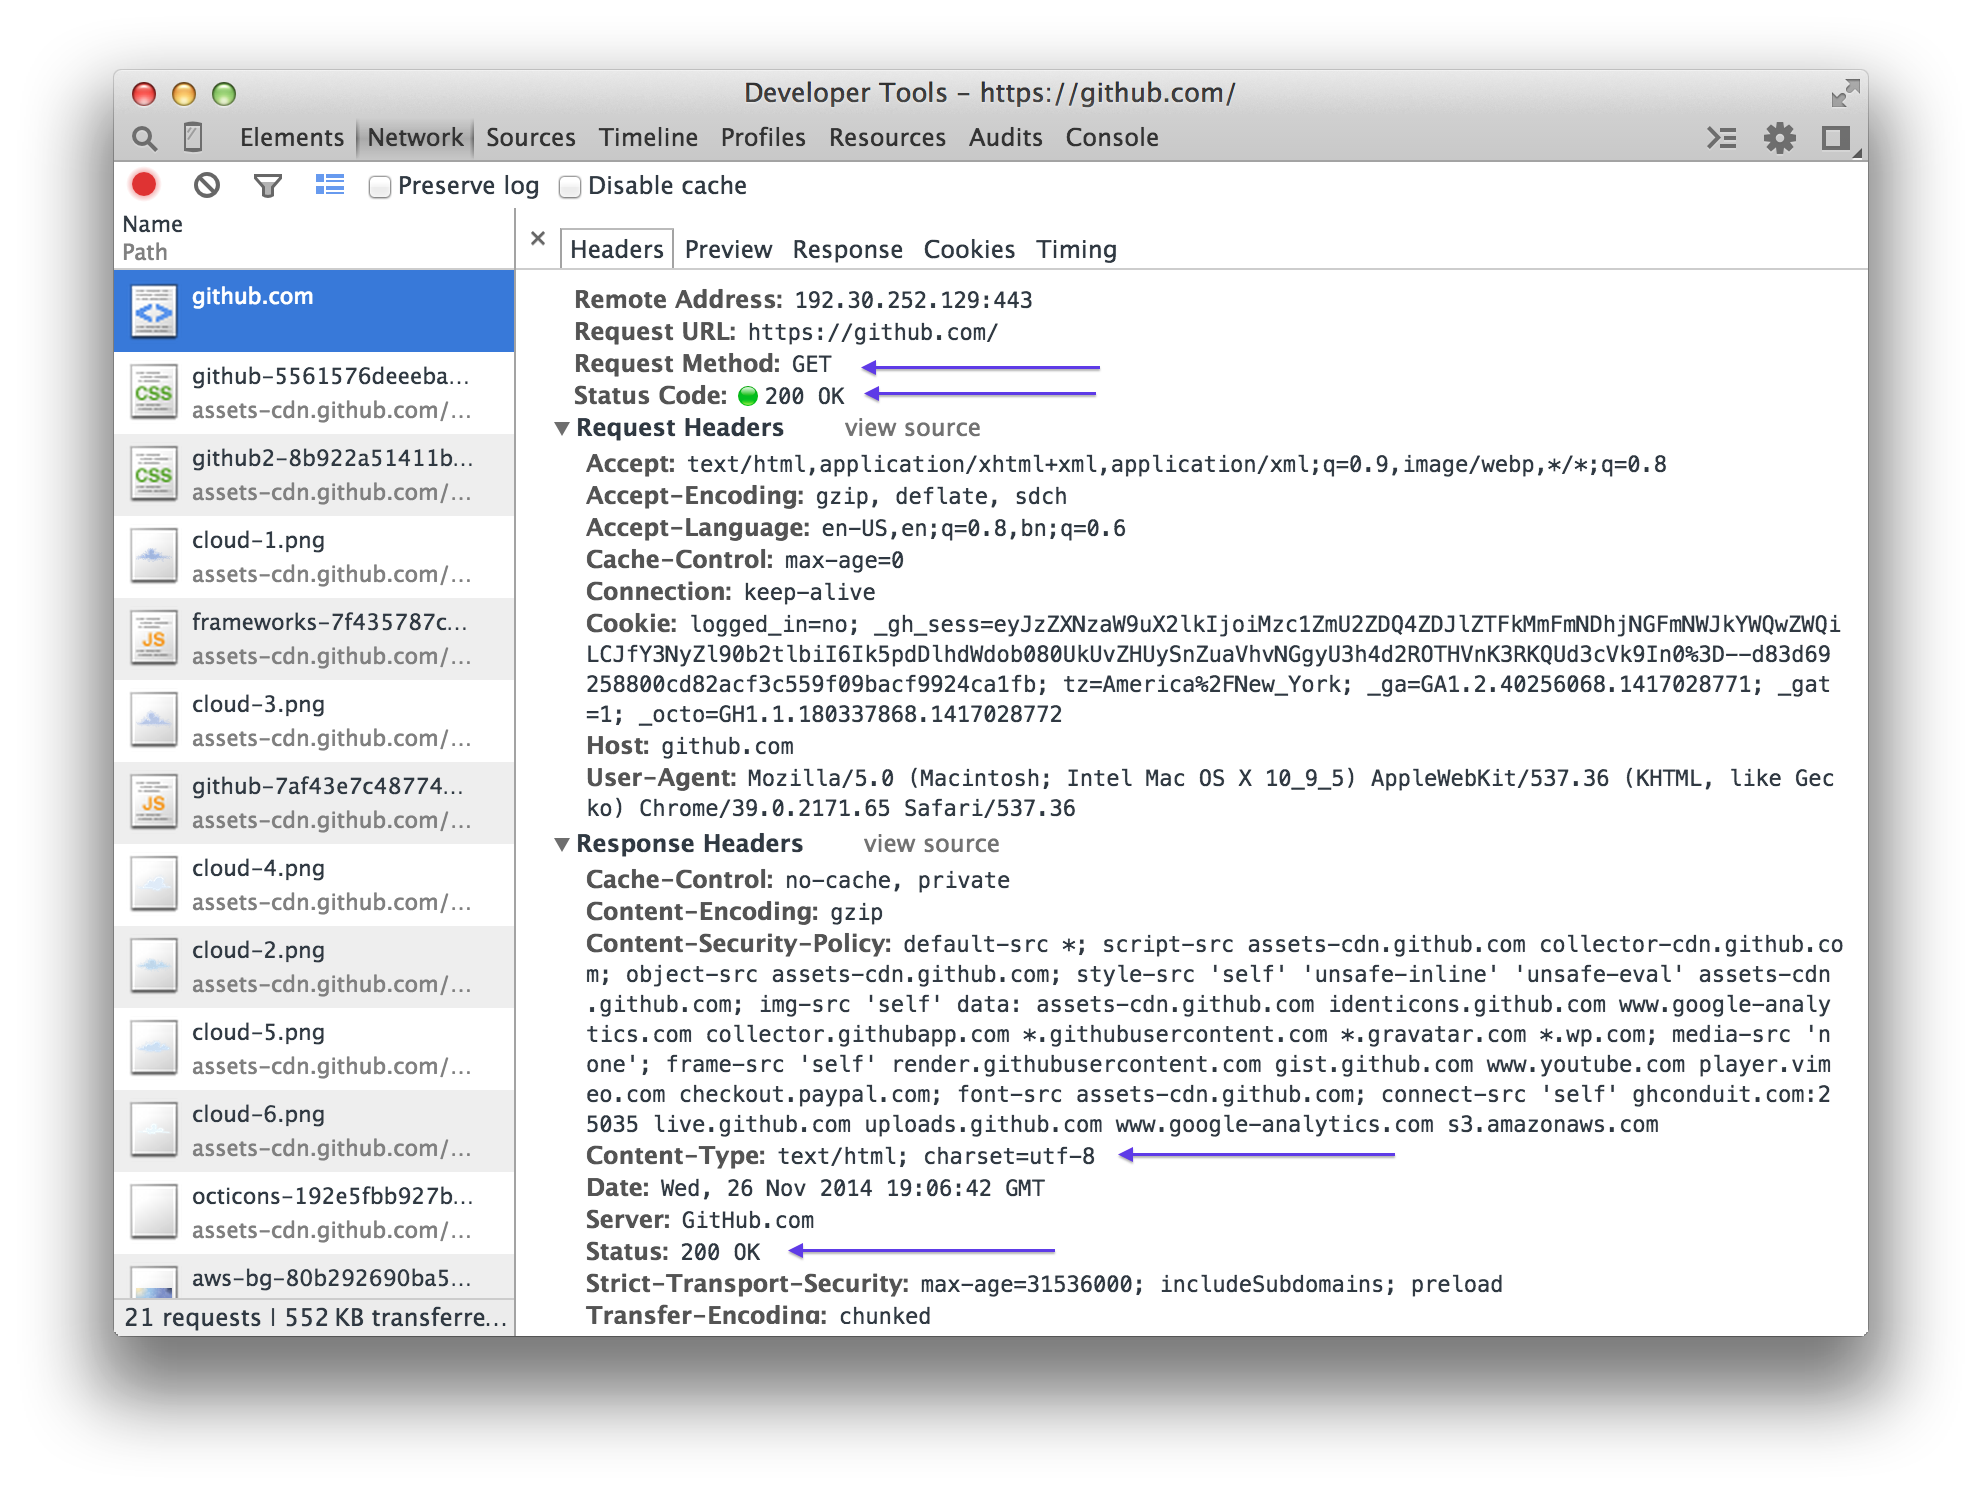 Developer Tools - https://github.com/
Elements Network Sources Timeline Profiles Resources Audits Console
Preserve log Disable cache
Name
Path
× Headers Preview Response Cookies Timing
github.com
github-5561576deeeba...
assets-cdn.github.com/...
github2-8b922a51411b...
assets-cdn.github.com/...
cloud-1.png
assets-cdn.github.com/...
frameworks-7f435787c...
assets-cdn.github.com/...
cloud-3.png
assets-cdn.github.com/...
github-7af43e7c48774...
assets-cdn.github.com/...
cloud-4.png
assets-cdn.github.com/...
cloud-2.png
assets-cdn.github.com/...
cloud-5.png
assets-cdn.github.com/...
cloud-6.png
assets-cdn.github.com/...
octicons-192e5fbb927b...
assets-cdn.github.com/...
aws-bg-80b292690ba5...
21 requests | 552 KB transferre...
<>
CSS
CSS
JS
JS
Remote Address: 192.30.252.129:443
Request URL: https://github.com/
Request Method: GET
Status Code: 200 OK
Request Headers view source
Accept: text/html,application/xhtml+xml,application/xml;q=0.9,image/webp,*/*;q=0.8
Accept-Encoding: gzip, deflate, sdch
Accept-Language: en-US,en;q=0.8,bn;q=0.6
Cache-Control: max-age=0
Connection: keep-alive
Cookie: logged_in=no; _gh_sess=eyJzZXNzaW9uX2lkIjoiMzc1ZmU2ZDQ4ZDJlZTFkMmFmNDhjNGFmNWJkYWQwZWQi
LCJfY3NyZl90b2tlbiI6Ik5pdDlhdWdob080UkUvZHUySnZuaVhvNGgyU3h4d2ROTHVnK3RKQUd3cVk9In0%3D--d83d69
258800cd82acf3c559f09bacf9924ca1fb; tz=America%2FNew_York; _ga=GA1.2.40256068.1417028771; _gat
=1; _octo=GH1.1.180337868.1417028772
Host: github.com
User-Agent: Mozilla/5.0 (Macintosh; Intel Mac OS X 10_9_5) AppleWebKit/537.36 (KHTML, like Gec
ko) Chrome/39.0.2171.65 Safari/537.36
Response Headers view source
Cache-Control: no-cache, private
Content-Encoding: gzip
Content-Security-Policy: default-src *; script-src assets-cdn.github.com collector-cdn.github.co
m; object-src assets-cdn.github.com; style-src 'self' 'unsafe-inline' 'unsafe-eval' assets-cdn
.github.com; img-src 'self' data: assets-cdn.github.com identicons.github.com www.google-analy
tics.com collector.githubapp.com *.githubusercontent.com *.gravatar.com *.wp.com; media-src 'n
one'; frame-src 'self' render.githubusercontent.com gist.github.com www.youtube.com player.vim
eo.com checkout.paypal.com; font-src assets-cdn.github.com; connect-src 'self' ghconduit.com:2
5035 live.github.com uploads.github.com www.google-analytics.com s3.amazonaws.com
Content-Type: text/html; charset=utf-8
Date: Wed, 26 Nov 2014 19:06:42 GMT
Server: GitHub.com
Status: 200 OK
Strict-Transport-Security: max-age=31536000; includeSubdomains; preload
Transfer-Encoding: chunked